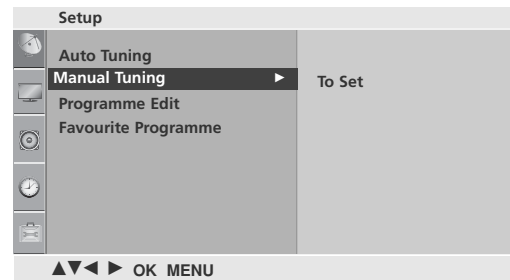 Setup
Auto Tuning
Manual Tuning ►
To Set
Programme Edit
Favourite Programme
▲▼◄ ► OK MENU